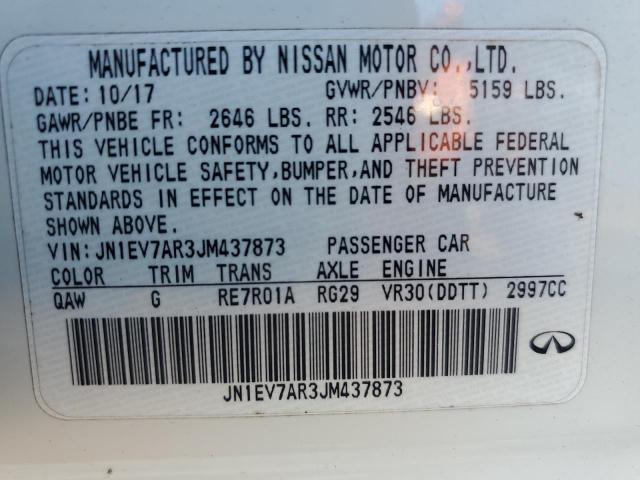 MANUFACTURED BY NISSAN MOTOR CO.,LTD.
DATE: 10/17 GVWR/PNBV: 5159 LBS.
GAWR/PNBE FR: 2646 LBS. RR: 2546 LBS.
THIS VEHICLE CONFORMS TO ALL APPLICABLE FEDERAL
MOTOR VEHICLE SAFETY,BUMPER,AND THEFT PREVENTION
STANDARDS IN EFFECT ON THE DATE OF MANUFACTURE
SHOWN ABOVE.
VIN:JN1EV7AR3JM437873 PASSENGER CAR
COLOR TRIM TRANS AXLE ENGINE
QAW G RE7R01A RG29 VR30(DDTT) 2997CC
JN1EV7AR3JM437873